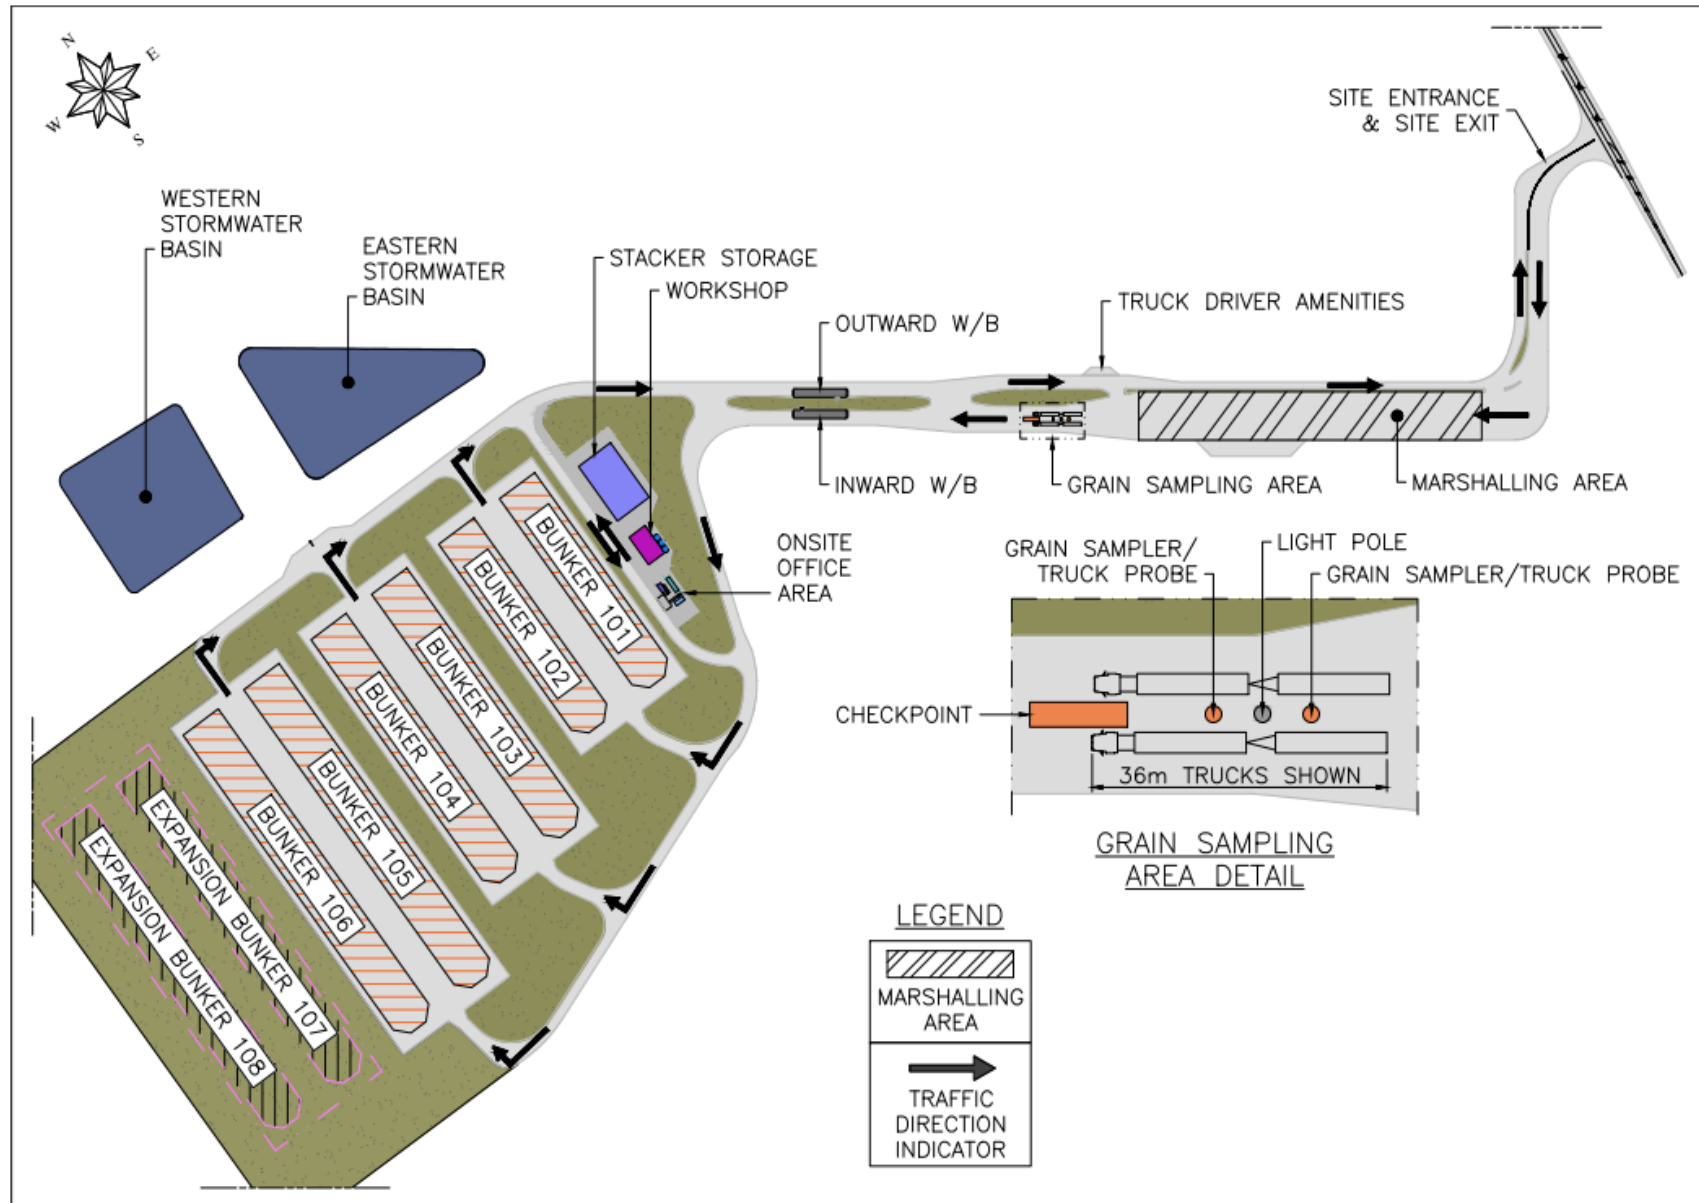 N
E
W
S
SITE ENTRANCE
& SITE EXIT
WESTERN
STORMWATER
BASIN
EASTERN
STORMWATER
BASIN
STACKER STORAGE
WORKSHOP
OUTWARD W/B
TRUCK DRIVER AMENITIES
INWARD W/B
GRAIN SAMPLING AREA
MARSHALLING AREA
ONSITE
OFFICE
AREA
BUNKER 101
BUNKER 102
BUNKER 103
BUNKER 104
BUNKER 105
BUNKER 106
EXPANSION BUNKER 107
EXPANSION BUNKER 108
GRAIN SAMPLER/
TRUCK PROBE
LIGHT POLE
GRAIN SAMPLER/TRUCK PROBE
CHECKPOINT
36m TRUCKS SHOWN
GRAIN SAMPLING
AREA DETAIL
LEGEND
MARSHALLING
AREA
TRAFFIC
DIRECTION
INDICATOR